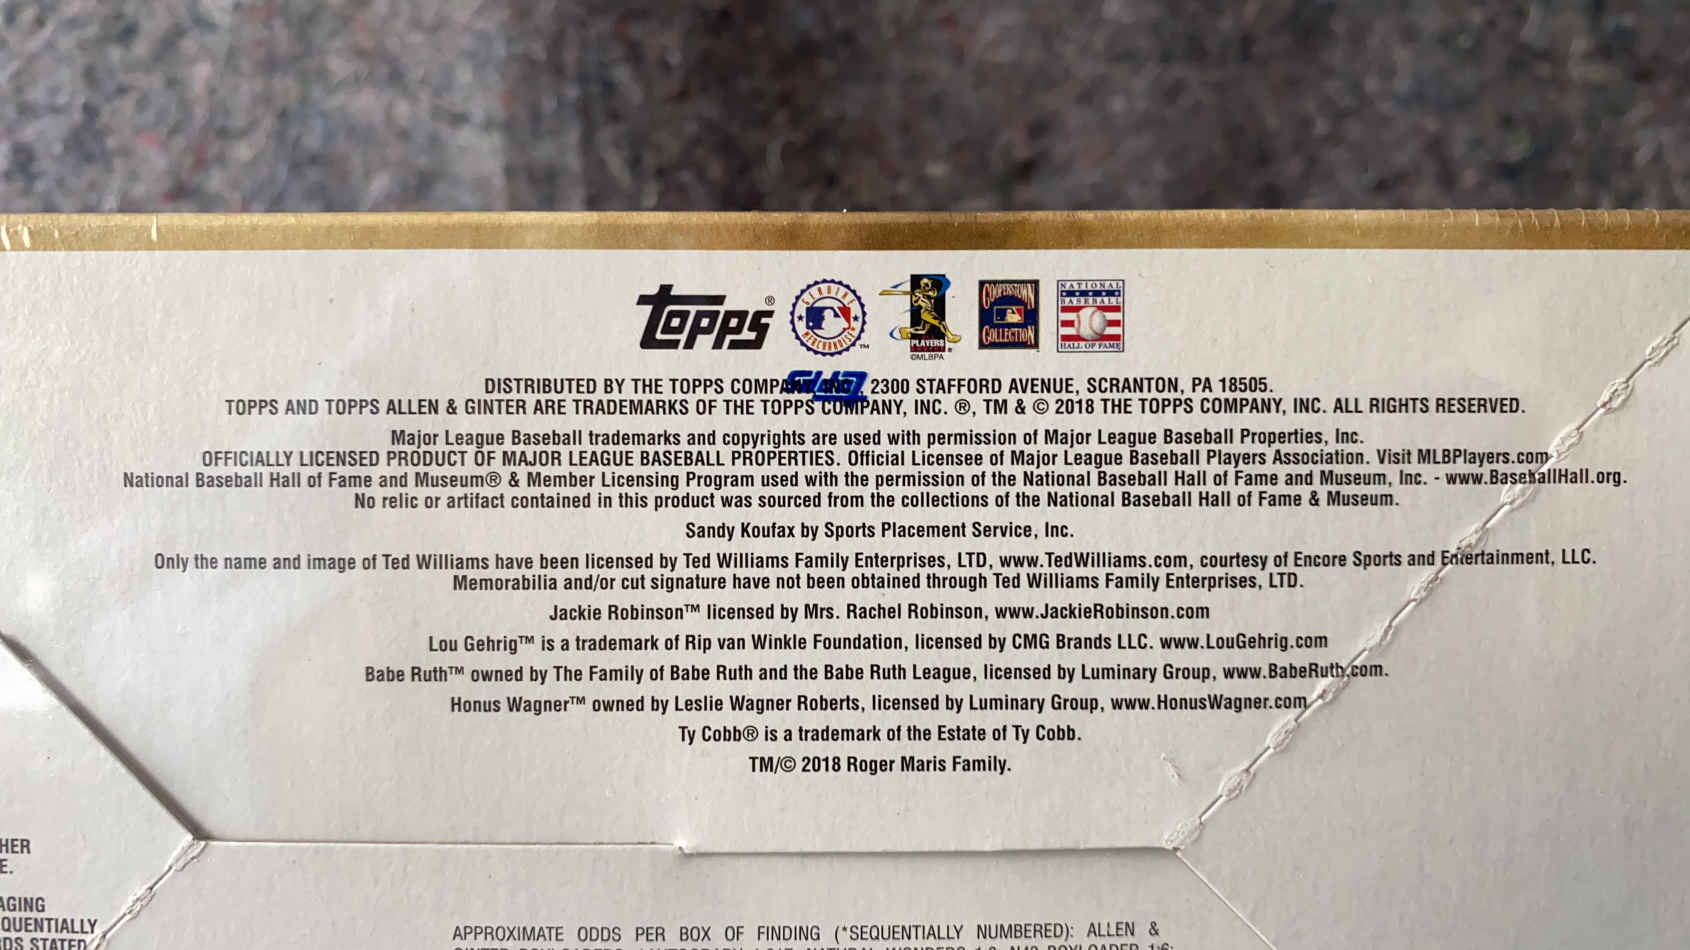 Topps®
GENUINE MERCHANDISE ™
PLAYERS
©MLBPA
COOPERSTOWN
COLLECTION
NATIONAL
BASEBALL
HALL OF FAME
DISTRIBUTED BY THE TOPPS COMPANY, INC., 2300 STAFFORD AVENUE, SCRANTON, PA 18505.
TOPPS AND TOPPS ALLEN & GINTER ARE TRADEMARKS OF THE TOPPS COMPANY, INC. ®, TM & © 2018 THE TOPPS COMPANY, INC. ALL RIGHTS RESERVED.
Major League Baseball trademarks and copyrights are used with permission of Major League Baseball Properties, Inc.
OFFICIALLY LICENSED PRODUCT OF MAJOR LEAGUE BASEBALL PROPERTIES. Official Licensee of Major League Baseball Players Association. Visit MLBPlayers.com
National Baseball Hall of Fame and Museum® & Member Licensing Program used with the permission of the National Baseball Hall of Fame and Museum, Inc. - www.BaseballHall.org.
No relic or artifact contained in this product was sourced from the collections of the National Baseball Hall of Fame & Museum.
Sandy Koufax by Sports Placement Service, Inc.
Only the name and image of Ted Williams have been licensed by Ted Williams Family Enterprises, LTD, www.TedWilliams.com, courtesy of Encore Sports and Entertainment, LLC.
Memorabilia and/or cut signature have not been obtained through Ted Williams Family Enterprises, LTD.
Jackie Robinson™ licensed by Mrs. Rachel Robinson, www.JackieRobinson.com
Lou Gehrig™ is a trademark of Rip van Winkle Foundation, licensed by CMG Brands LLC. www.LouGehrig.com
Babe Ruth™ owned by The Family of Babe Ruth and the Babe Ruth League, licensed by Luminary Group, www.BabeRuth.com.
Honus Wagner™ owned by Leslie Wagner Roberts, licensed by Luminary Group, www.HonusWagner.com
Ty Cobb® is a trademark of the Estate of Ty Cobb.
TM/© 2018 Roger Maris Family.
HER
E.
AGING
QUENTIALLY
DS STATED
APPROXIMATE ODDS PER BOX OF FINDING (*SEQUENTIALLY NUMBERED): ALLEN &